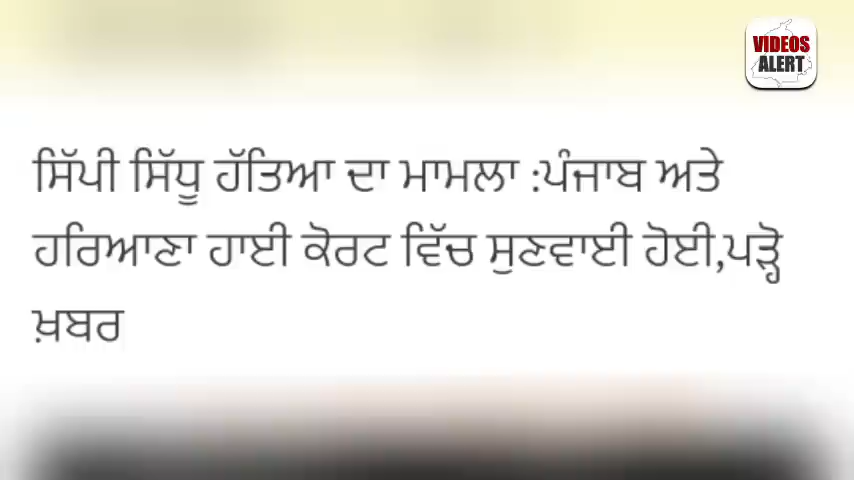 VIDEOS
ALERT
ਸਿੱਪੀ ਸਿੱਧੂ ਹੱਤਿਆ ਦਾ ਮਾਮਲਾ :ਪੰਜਾਬ ਅਤੇ
ਹਰਿਆਣਾ ਹਾਈ ਕੋਰਟ ਵਿੱਚ ਸੁਣਵਾਈ ਹੋਈ,ਪੜ੍ਹੋ
ਖ਼ਬਰ